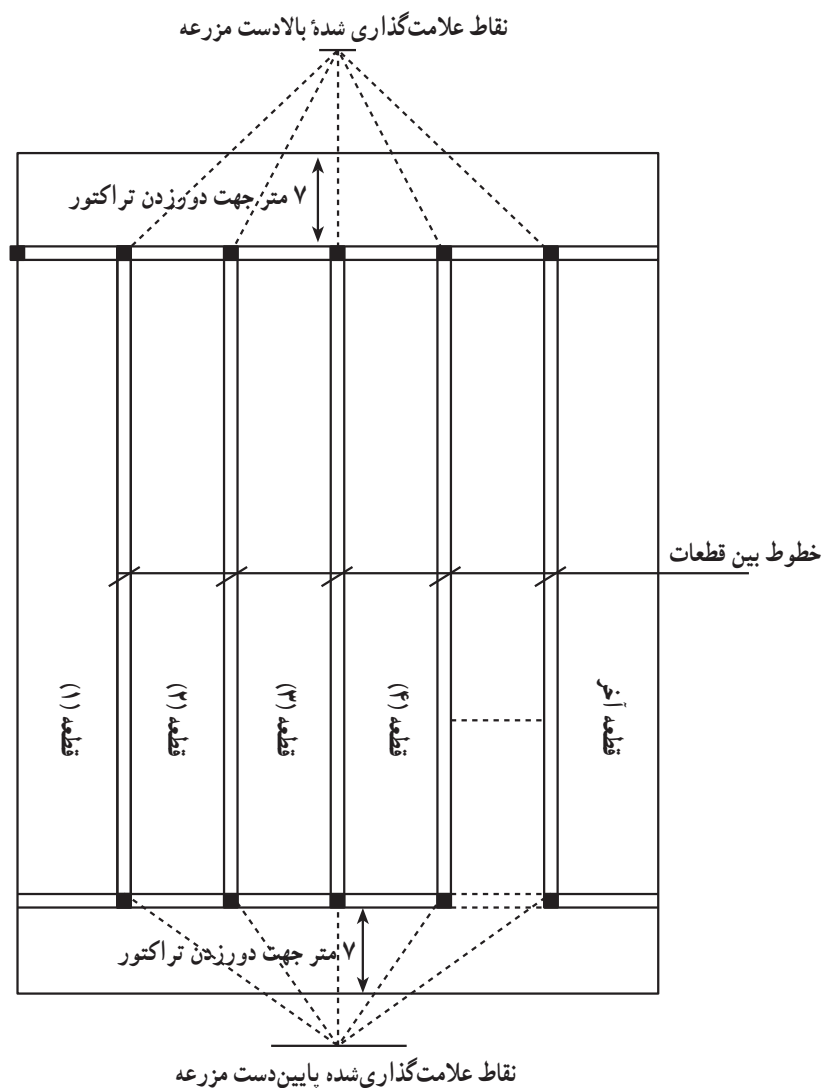 نقاط علامت‌گذاری شدهٔ بالادست مزرعه
۷ متر جهت دورزدن تراکتور
خطوط بین قطعات
قطعه (۱)
قطعه (۲)
قطعه (۳)
قطعه (۴)
قطعه آخر
۷ متر جهت دورزدن تراکتور
نقاط علامت‌گذاری‌شده پایین‌دست مزرعه